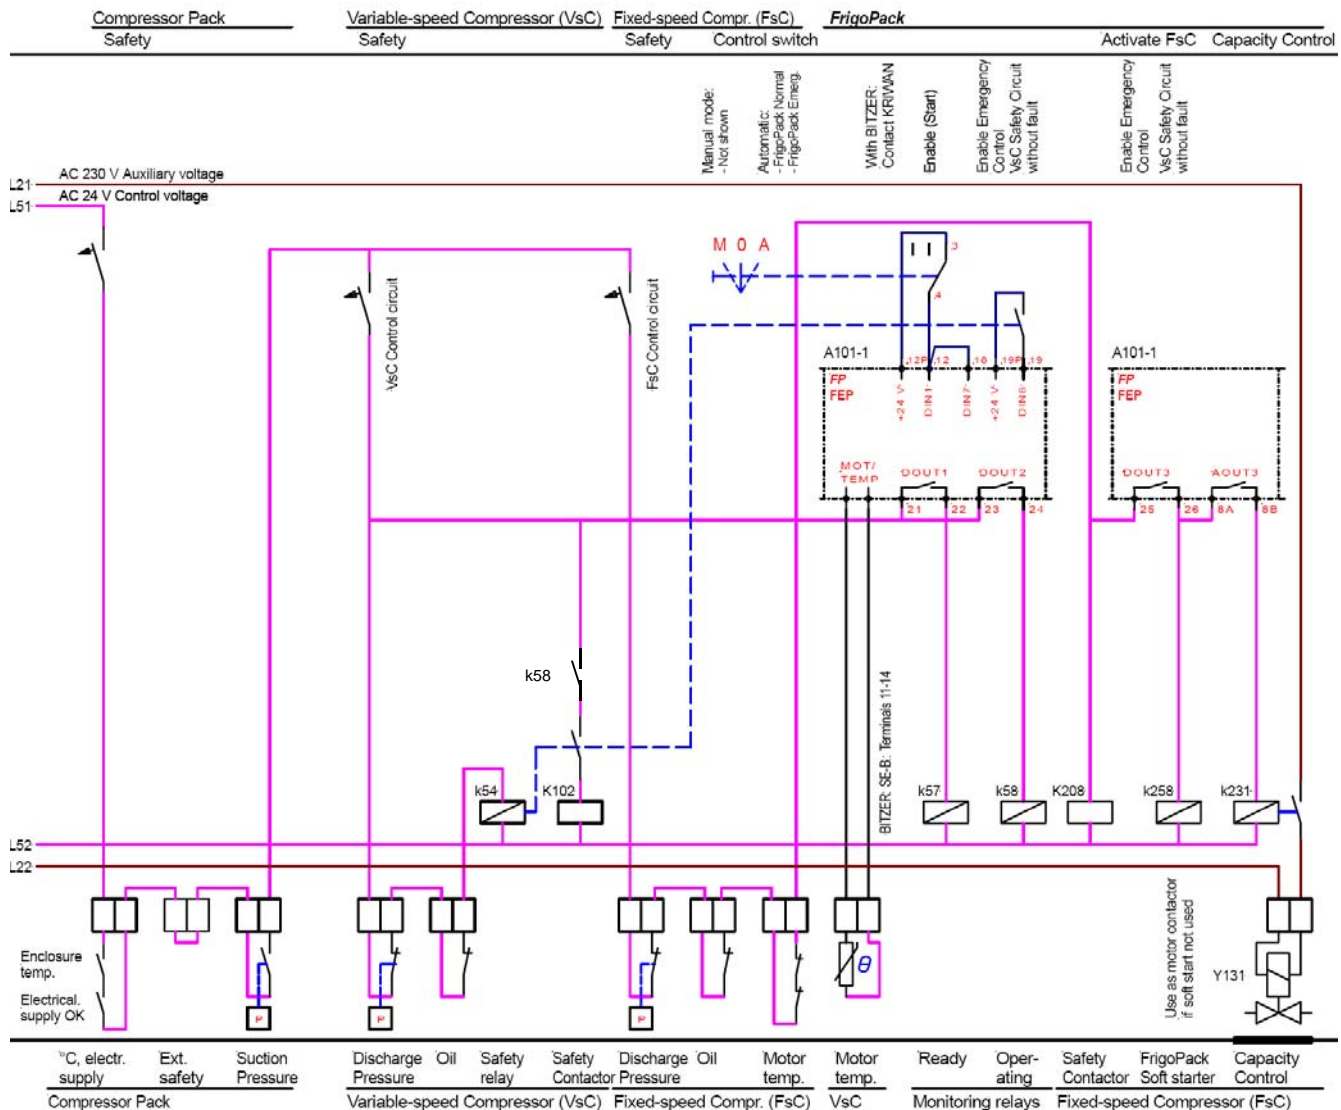 Compressor Pack
Variable-speed Compressor (VsC)
Fixed-speed Compr. (FsC)
FrigoPack
Safety
Safety
Safety
Control switch
Activate FsC
Capacity Control
Manual mode:
- Not shown
Automatic:
- FrigoPack Normal
- FrigoPack Emerg.
With BITZER:
Contact KRIWAN
Enable (Start)
Enable Emergency
Control
VsC Safety Circuit
without fault
Enable Emergency
Control
VsC Safety Circuit
without fault
L21
AC 230 V Auxiliary voltage
L51
AC 24 V Control voltage
M 0 A
3
4
VsC Control circuit
FsC Control circuit
A101-1
12P
12
18
19P
19
A101-1
FP
FEP
+24 V
DIN1
DIN7
+24 V
DIN8
FP
FEP
MOT/
TEMP
DOUT1
DOUT2
DOUT3
AOUT3
21
22
23
24
25
26
8A
8B
k58
BITZER: SE-B: Terminals 11-14
k54
K102
k57
k58
K208
k258
k231
L52
L22
Enclosure
temp.
Electrical.
supply OK
P
P
P
θ
Use as motor contactor
if soft start not used
Y131
°C, electr.
supply
Ext.
safety
Suction
Pressure
Discharge
Pressure
Oil
Safety
relay
Safety
Contactor
Discharge
Pressure
Oil
Motor
temp.
Motor
temp.
Ready
Oper-
ating
Safety
Contactor
FrigoPack
Soft starter
Capacity
Control
Compressor Pack
Variable-speed Compressor (VsC)
Fixed-speed Compr. (FsC)
VsC
Monitoring relays
Fixed-speed Compressor (FsC)